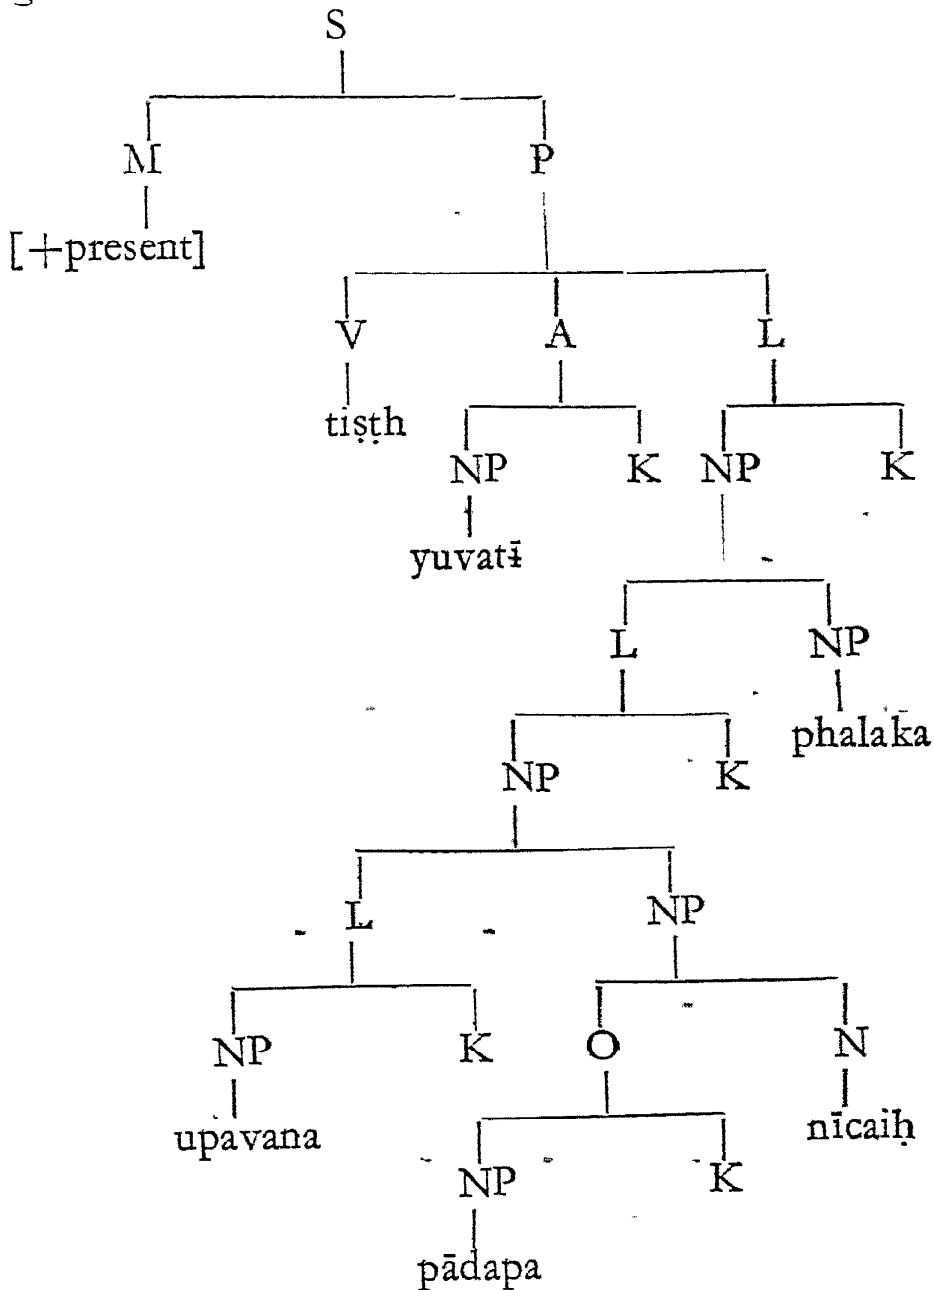 S
M P
[+present]
V A L
tiṣṭh
NP K NP K
yuvatī
L NP
phalaka
NP K
L NP
NP K O N
upavana nīcaiḥ
NP K
pādapa